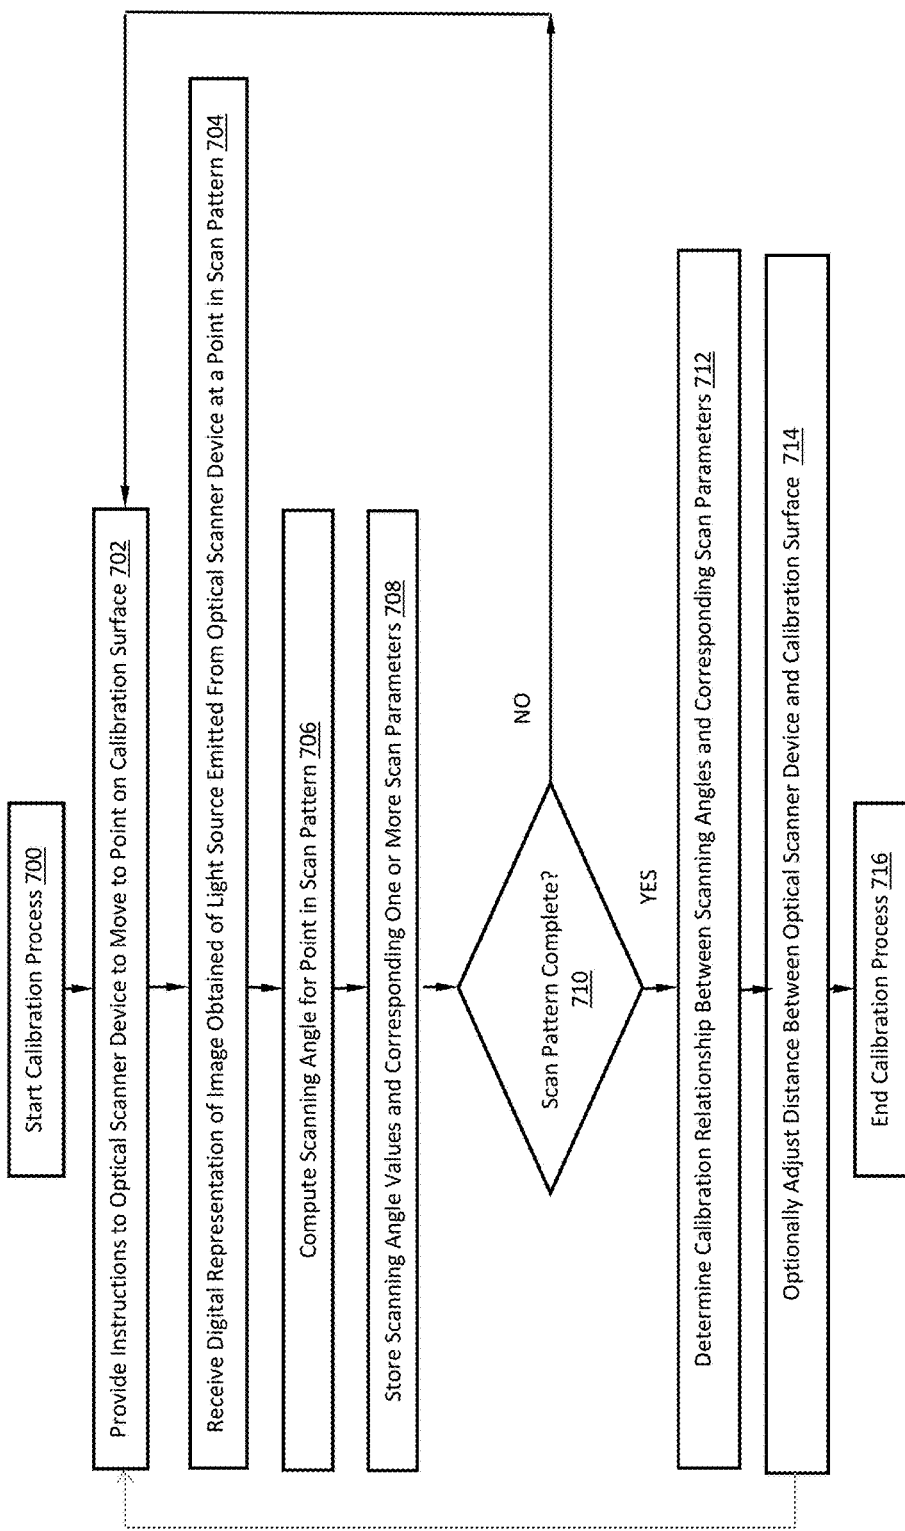 Start Calibration Process 700
Provide Instructions to Optical Scanner Device to Move to Point on Calibration Surface 702
Receive Digital Representation of Image Obtained of Light Source Emitted From Optical Scanner Device at a Point in Scan Pattern 704
Compute Scanning Angle for Point in Scan Pattern 706
Store Scanning Angle Values and Corresponding One or More Scan Parameters 708
Scan Pattern Complete?
710
NO
YES
Determine Calibration Relationship Between Scanning Angles and Corresponding Scan Parameters 712
Optionally Adjust Distance Between Optical Scanner Device and Calibration Surface 714
End Calibration Process 716